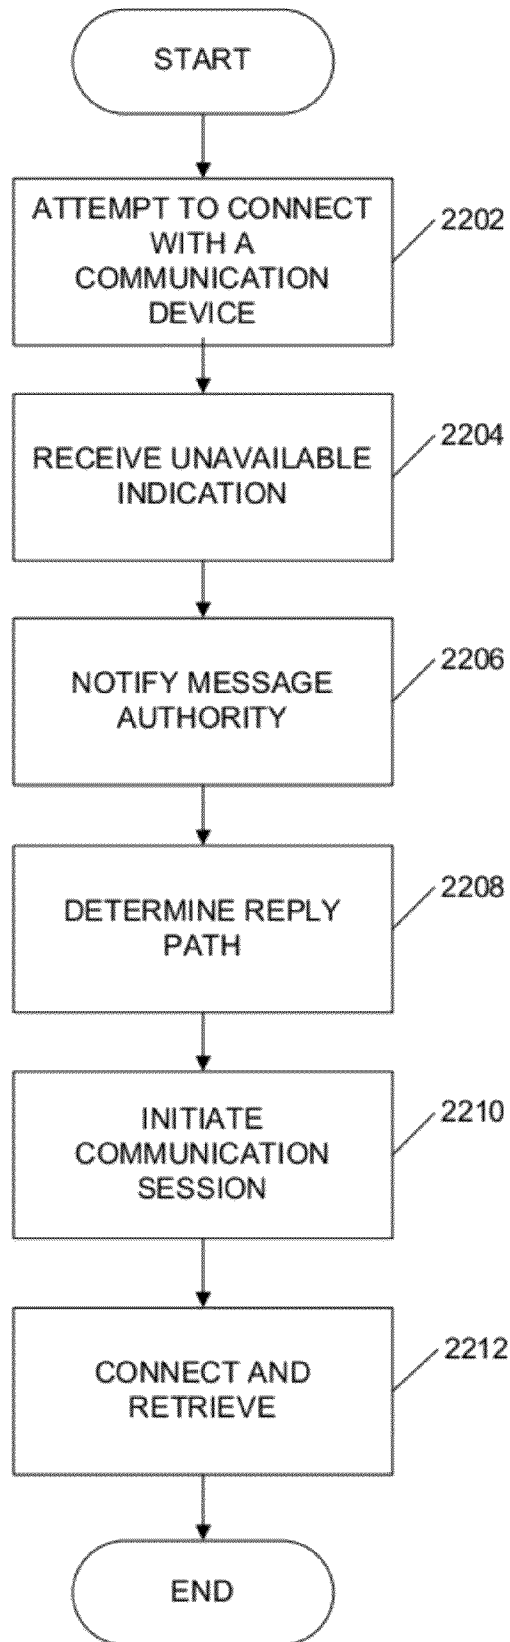 START
ATTEMPT TO CONNECT
WITH A
COMMUNICATION
DEVICE
2202
RECEIVE UNAVAILABLE
INDICATION
2204
NOTIFY MESSAGE
AUTHORITY
2206
DETERMINE REPLY
PATH
2208
INITIATE
COMMUNICATION
SESSION
2210
CONNECT AND
RETRIEVE
2212
END